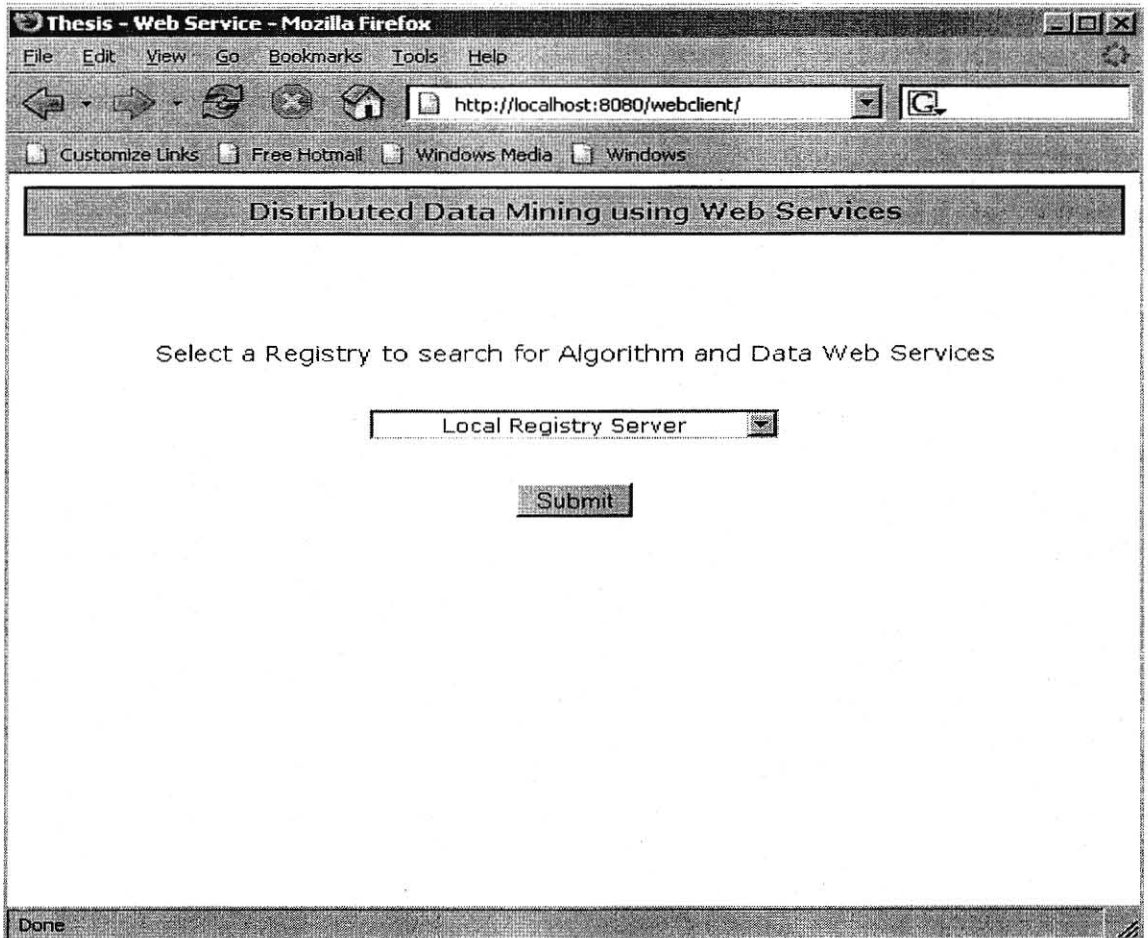 Thesis - Web Service - Mozilla Firefox
File Edit View Go Bookmarks Tools Help
http://localhost:8080/webclient/ G
Customize Links Free Hotmail Windows Media Windows
Distributed Data Mining using Web Services
Select a Registry to search for Algorithm and Data Web Services
Local Registry Server
Submit
Done